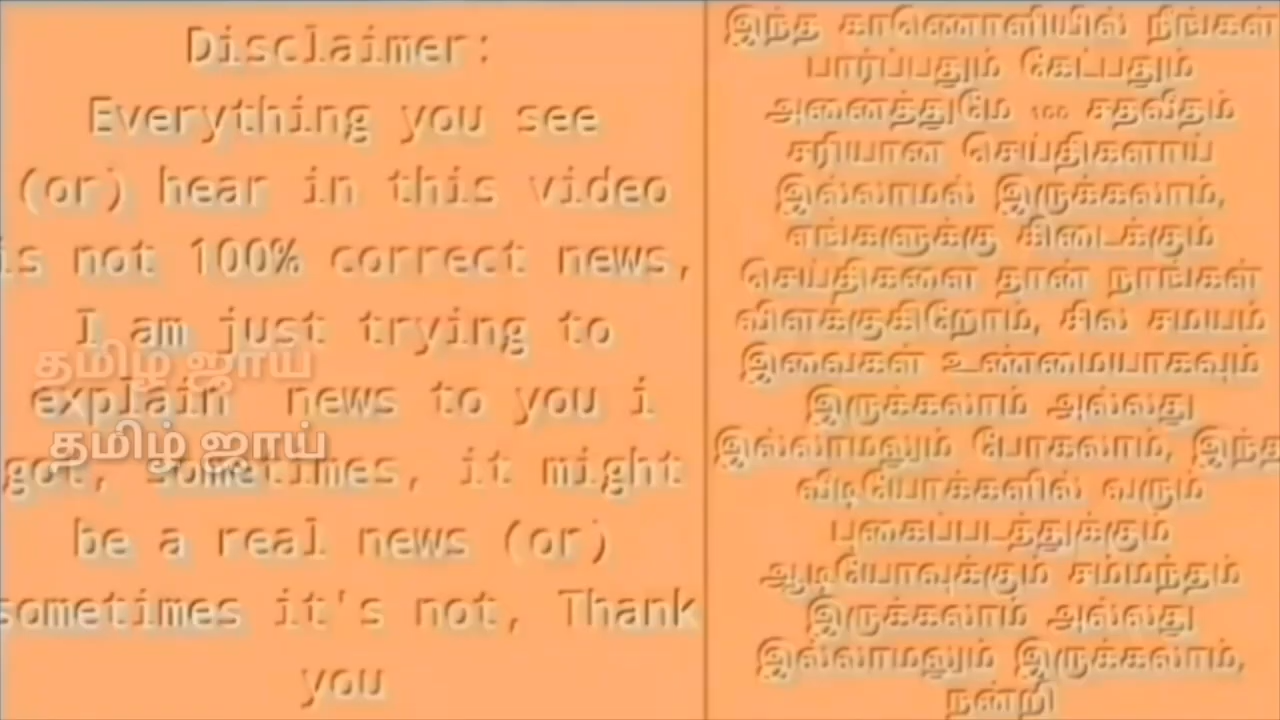 Disclaimer:
Everything you see
(or) hear in this video
is not 100% correct news,
I am just trying to
explain news to you i
got, sometimes, it might
be a real news (or)
sometimes it's not, Thank
you
தமிழ் ஜாய்
தமிழ் ஜாய்
இந்த காணொளியில் நீங்கள்
பார்ப்பதும் கேட்பதும்
அனைத்துமே 100 சதவீதம்
சரியான செய்திகளாய்
இல்லாமல் இருக்கலாம்,
எங்களுக்கு கிடைக்கும்
செய்திகளை தான் நாங்கள்
விளக்குகிறோம், சில சமயம்
இவைகள் உண்மையாகவும்
இருக்கலாம் அல்லது
இல்லாமலும் போகலாம், இந்த
வீடியோக்களில் வரும்
புகைப்படத்துக்கும்
ஆடியோவுக்கும் சம்மந்தம்
இருக்கலாம் அல்லது
இல்லாமலும் இருக்கலாம்,
நன்றி